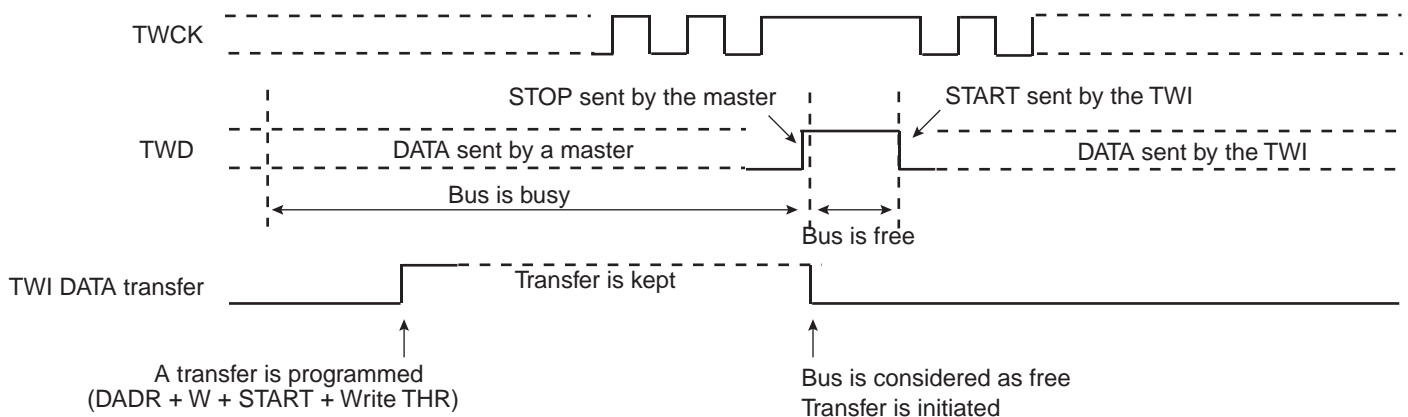 TWCK
STOP sent by the master
START sent by the TWI
TWD
DATA sent by a master
DATA sent by the TWI
Bus is busy
Bus is free
TWI DATA transfer
Transfer is kept
A transfer is programmed
(DADR + W + START + Write THR)
Bus is considered as free
Transfer is initiated